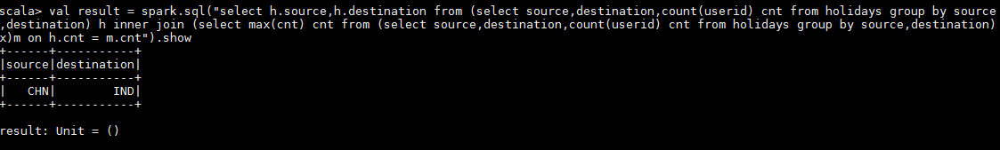 scala> val result = spark.sql("select h.source,h.destination from (select source,destination,count(userid) cnt from holidays group by source
,destination) h inner join (select max(cnt) cnt from (select source,destination,count(userid) cnt from holidays group by source,destination)
x)m on h.cnt = m.cnt").show
+------+-----------+
|source|destination|
+------+-----------+
|   CHN|        IND|
+------+-----------+
result: Unit = ()